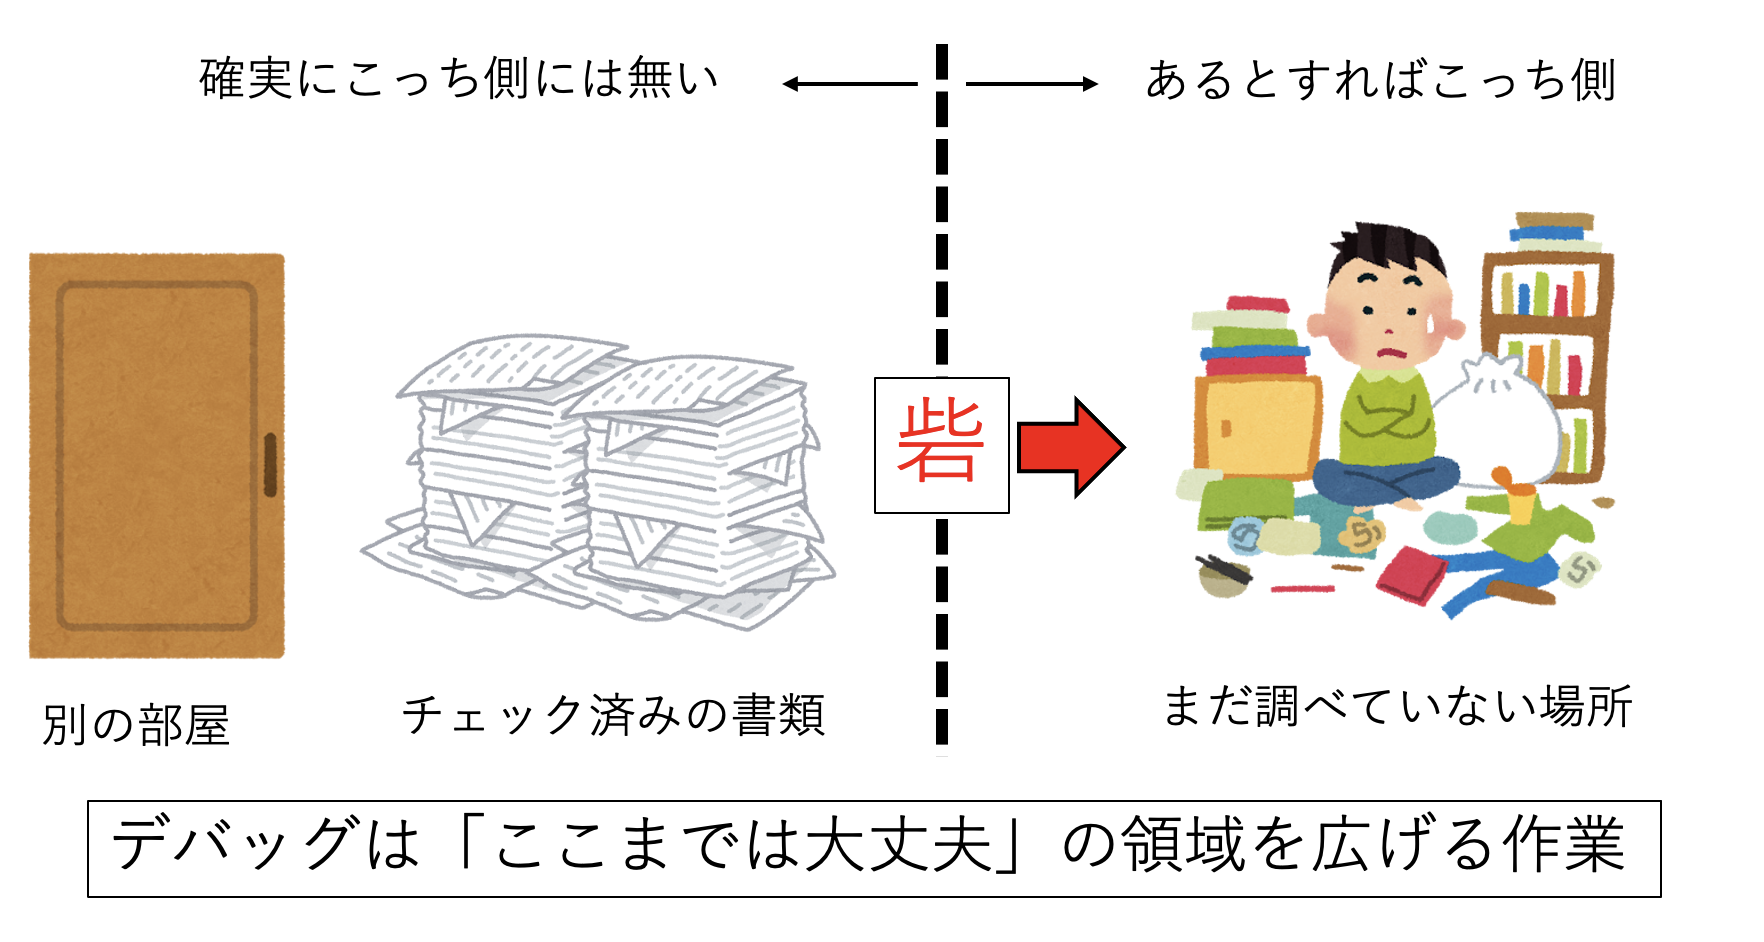 確実にこっち側には無い
あるとすればこっち側
砦
別の部屋
チェック済みの書類
まだ調べていない場所
デバッグは「ここまでは大丈夫」の領域を広げる作業